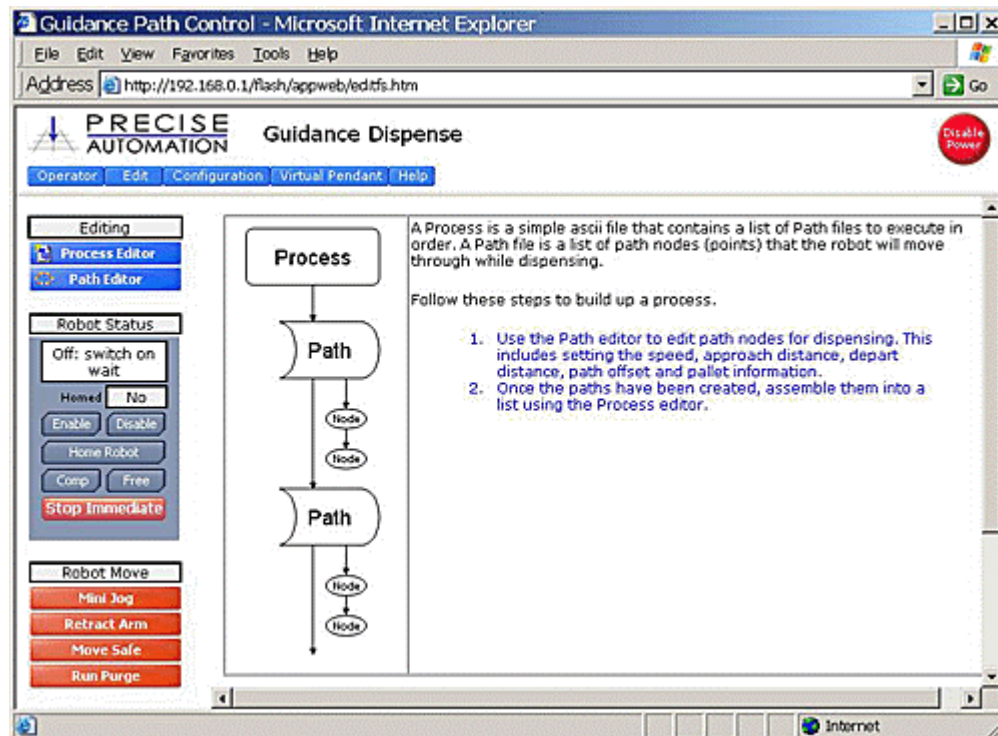 Guidance Path Control - Microsoft Internet Explorer
File Edit View Favorites Tools Help
Address http://192.168.0.1/flash/appweb/editfs.htm Go
PRECISE
AUTOMATION
Guidance Dispense
Disable
Power
Operator Edit Configuration Virtual Pendant Help
Editing
Process Editor
Path Editor
Robot Status
Off: switch on
wait
Homed No
Enable Disable
Home Robot
Comp Free
Stop Immediate
Robot Move
Mini Jog
Retract Arm
Move Safe
Run Purge
Process
Path
Node
Node
Path
Node
Node
A Process is a simple ascii file that contains a list of Path files to execute in
order. A Path file is a list of path nodes (points) that the robot will move
through while dispensing.
Follow these steps to build up a process.
1. Use the Path editor to edit path nodes for dispensing. This
includes setting the speed, approach distance, depart
distance, path offset and pallet information.
2. Once the paths have been created, assemble them into a
list using the Process editor.
Internet